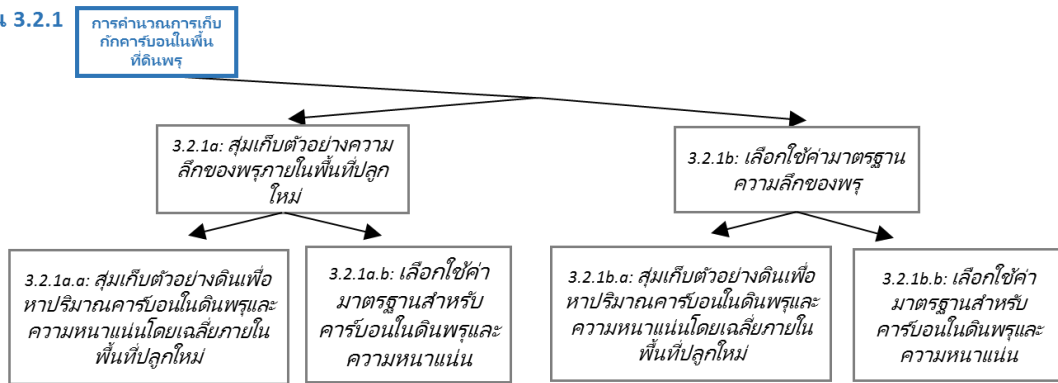 น 3.2.1
การคำนวณการเก็บ
กักคาร์บอนในพื้น
ที่ดินพรุ
3.2.1a: สุ่มเก็บตัวอย่างความ
ลึกของพรุภายในพื้นที่ปลูก
ใหม่
3.2.1b: เลือกใช้ค่ามาตรฐาน
ความลึกของพรุ
3.2.1a.a: สุ่มเก็บตัวอย่างดินเพื่อ
หาปริมาณคาร์บอนในดินพรุและ
ความหนาแน่นโดยเฉลี่ยภายใน
พื้นที่ปลูกใหม่
3.2.1a.b: เลือกใช้ค่า
มาตรฐานสำหรับ
คาร์บอนในดินพรุและ
ความหนาแน่น
3.2.1b.a: สุ่มเก็บตัวอย่างดินเพื่อ
หาปริมาณคาร์บอนในดินพรุและ
ความหนาแน่นโดยเฉลี่ยภายใน
พื้นที่ปลูกใหม่
3.2.1b.b: เลือกใช้ค่า
มาตรฐานสำหรับ
คาร์บอนในดินพรุและ
ความหนาแน่น